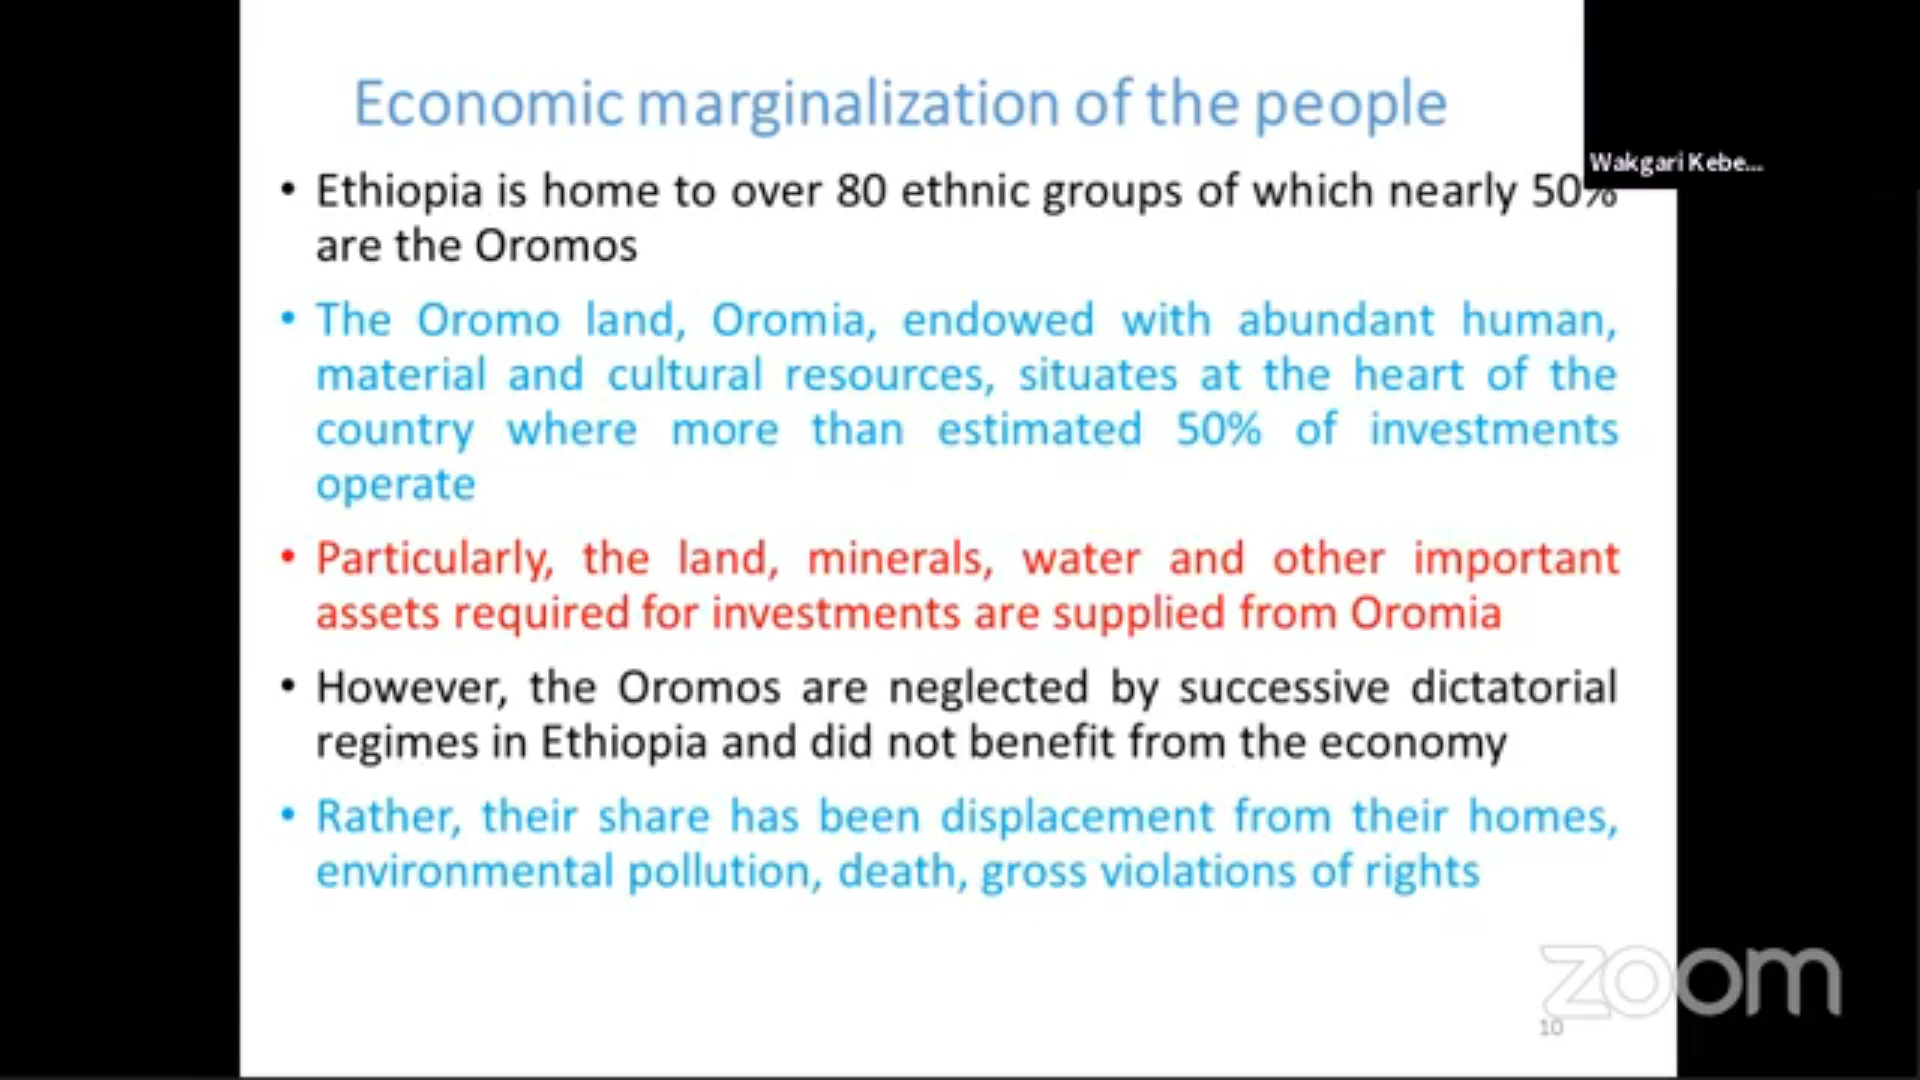 Economic marginalization of the people
Wakgari Kebe...
• Ethiopia is home to over 80 ethnic groups of which nearly 50%
are the Oromos
• The Oromo land, Oromia, endowed with abundant human,
material and cultural resources, situates at the heart of the
country where more than estimated 50% of investments
operate
• Particularly, the land, minerals, water and other important
assets required for investments are supplied from Oromia
• However, the Oromos are neglected by successive dictatorial
regimes in Ethiopia and did not benefit from the economy
• Rather, their share has been displacement from their homes,
environmental pollution, death, gross violations of rights
zoom
10